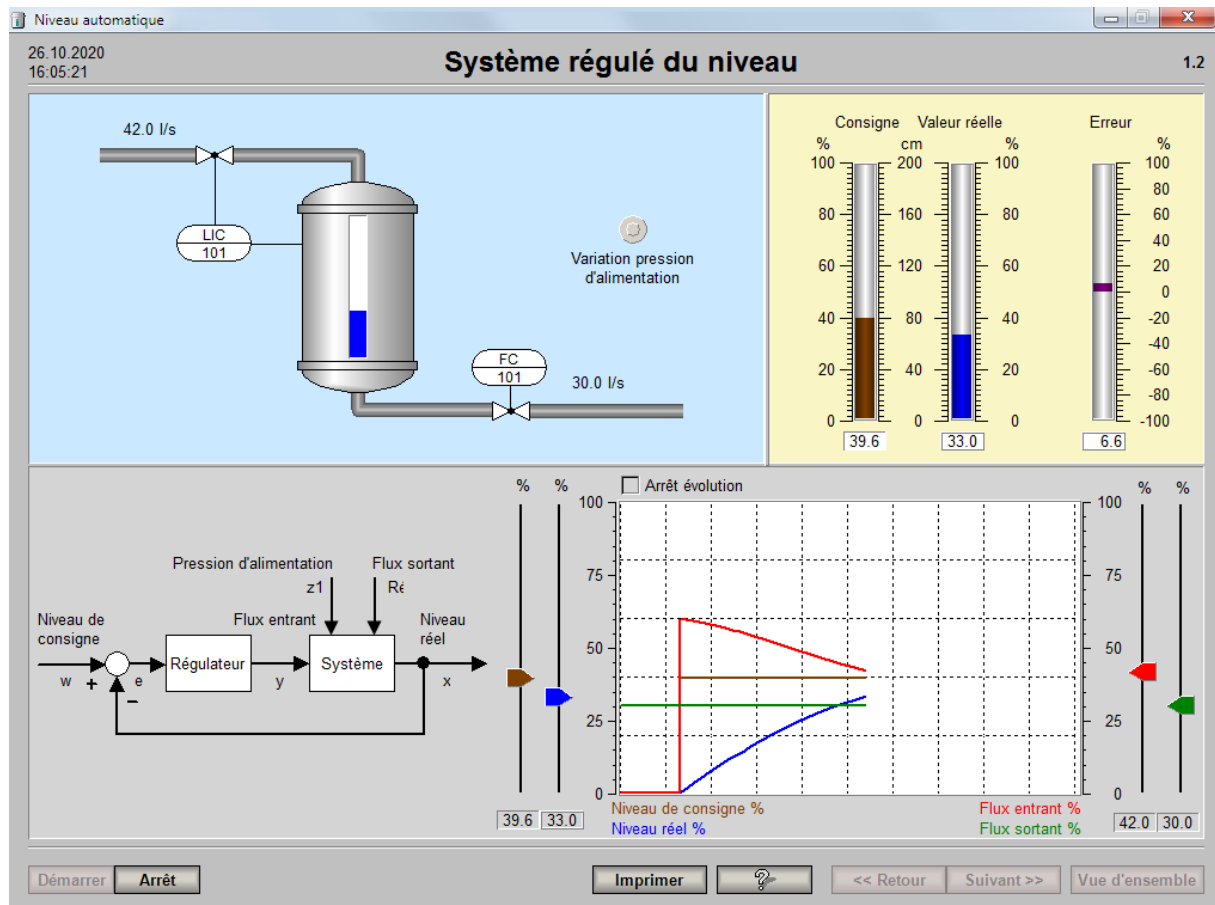 Niveau automatique
26.10.2020
16:05:21
Système régulé du niveau
1.2
42.0 l/s
LIC
101
Variation pression
d'alimentation
FC
101
30.0 l/s
Consigne Valeur réelle Erreur
% cm % %
100 200 100 100
80
80 160 80 60
40
60 120 60 20
0
40 80 40 -20
-40
20 40 20 -60
-80
0 0 0 -100
39.6 33.0 6.6
Pression d'alimentation
z1
Flux sortant
Ré
Niveau de
consigne
Flux entrant
Niveau
réel
Régulateur
Système
w + e y x
−
% %
39.6 33.0
Arrêt évolution
100 100
75 75
50 50
25 25
0 0
Niveau de consigne % Flux entrant %
Niveau réel % Flux sortant %
% %
42.0 30.0
Démarrer Arrêt Imprimer ? << Retour Suivant >> Vue d'ensemble